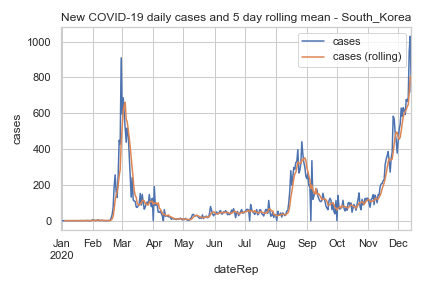 New COVID-19 daily cases and 5 day rolling mean - South_Korea
cases
cases (rolling)
1000
800
600
400
200
0
cases
Jan Feb Mar Apr May Jun Jul Aug Sep Oct Nov Dec
2020
dateRep